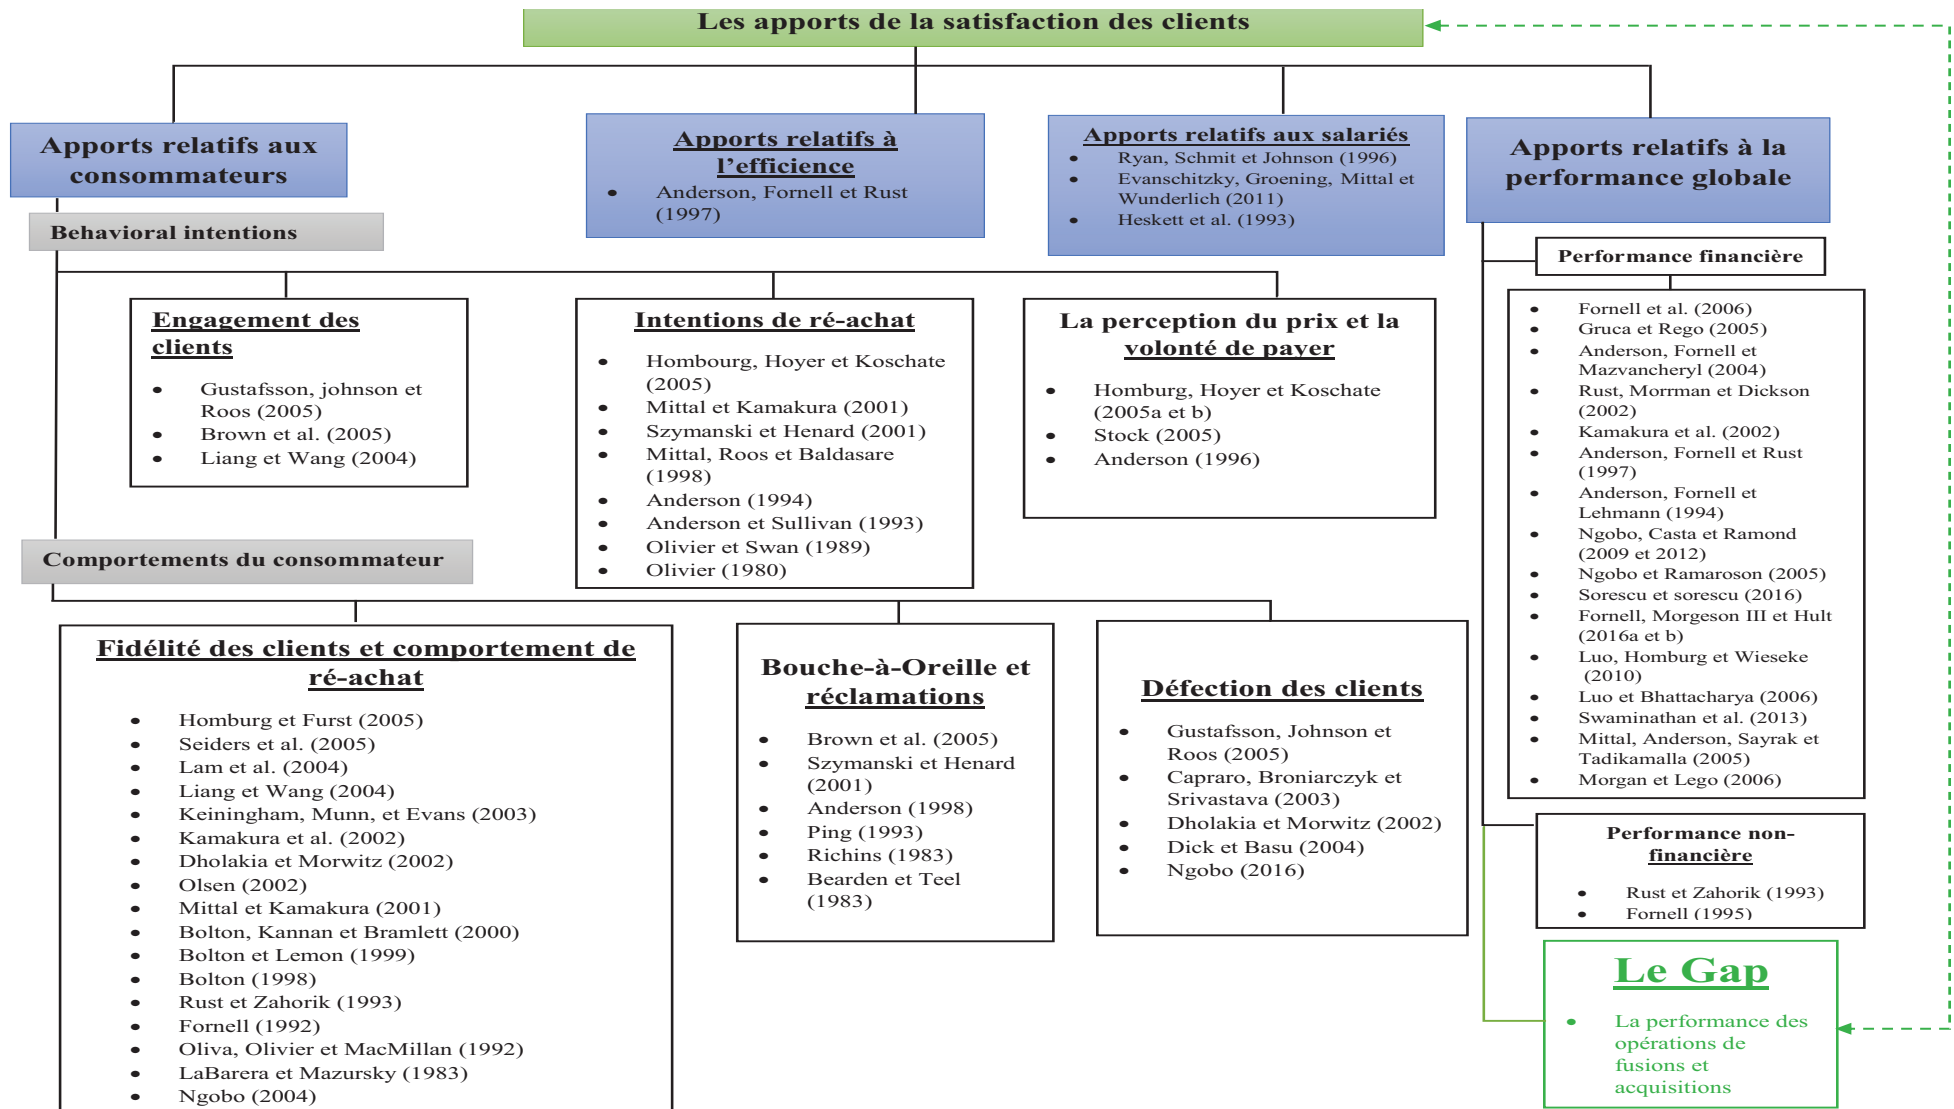 Les apports de la satisfaction des clients
Apports relatifs aux
consommateurs
Apports relatifs à
l’efficience
• Anderson, Fornell et Rust
(1997)
Apports relatifs aux salariés
• Ryan, Schmit et Johnson (1996)
• Evanschitzky, Groening, Mittal et
Wunderlich (2011)
• Heskett et al. (1993)
Apports relatifs à la
performance globale
Behavioral intentions
Engagement des
clients
• Gustafsson, johnson et
Roos (2005)
• Brown et al. (2005)
• Liang et Wang (2004)
Intentions de ré-achat
• Hombourg, Hoyer et Koschate
(2005)
• Mittal et Kamakura (2001)
• Szymanski et Henard (2001)
• Mittal, Roos et Baldasare
(1998)
• Anderson (1994)
• Anderson et Sullivan (1993)
• Olivier et Swan (1989)
• Olivier (1980)
La perception du prix et la
volonté de payer
• Homburg, Hoyer et Koschate
(2005a et b)
• Stock (2005)
• Anderson (1996)
Performance financière
• Fornell et al. (2006)
• Gruca et Rego (2005)
• Anderson, Fornell et
Mazvancheryl (2004)
• Rust, Morrman et Dickson
(2002)
• Kamakura et al. (2002)
• Anderson, Fornell et Rust
(1997)
• Anderson, Fornell et
Lehmann (1994)
• Ngobo, Casta et Ramond
(2009 et 2012)
• Ngobo et Ramaroson (2005)
• Sorescu et sorescu (2016)
• Fornell, Morgeson III et Hult
(2016a et b)
• Luo, Homburg et Wieseke
(2010)
• Luo et Bhattacharya (2006)
• Swaminathan et al. (2013)
• Mittal, Anderson, Sayrak et
Tadikamalla (2005)
• Morgan et Lego (2006)
Comportements du consommateur
Fidélité des clients et comportement de
ré-achat
• Homburg et Furst (2005)
• Seiders et al. (2005)
• Lam et al. (2004)
• Liang et Wang (2004)
• Keiningham, Munn, et Evans (2003)
• Kamakura et al. (2002)
• Dholakia et Morwitz (2002)
• Olsen (2002)
• Mittal et Kamakura (2001)
• Bolton, Kannan et Bramlett (2000)
• Bolton et Lemon (1999)
• Bolton (1998)
• Rust et Zahorik (1993)
• Fornell (1992)
• Oliva, Olivier et MacMillan (1992)
• LaBarera et Mazursky (1983)
• Ngobo (2004)
Bouche-à-Oreille et
réclamations
• Brown et al. (2005)
• Szymanski et Henard
(2001)
• Anderson (1998)
• Ping (1993)
• Richins (1983)
• Bearden et Teel
(1983)
Défection des clients
• Gustafsson, Johnson et
Roos (2005)
• Capraro, Broniarczyk et
Srivastava (2003)
• Dholakia et Morwitz (2002)
• Dick et Basu (2004)
• Ngobo (2016)
Performance non-
financière
• Rust et Zahorik (1993)
• Fornell (1995)
Le Gap
• La performance des
opérations de
fusions et
acquisitions